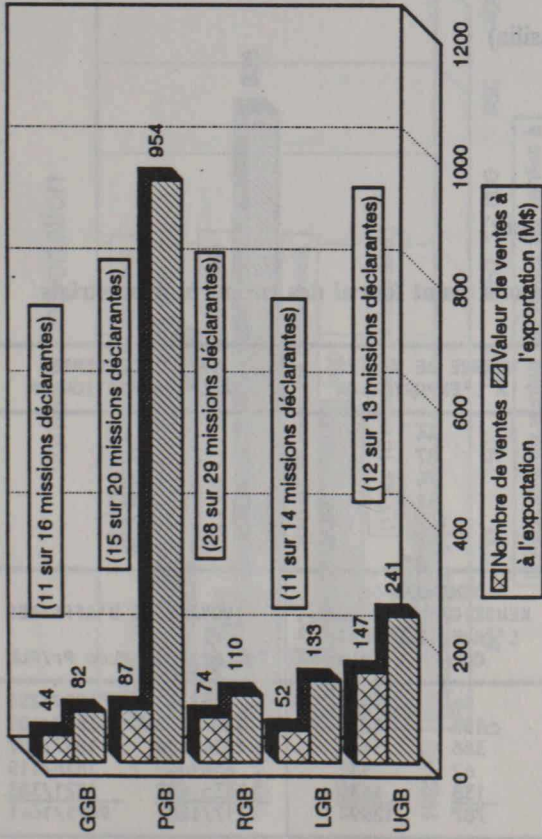 GGB
44
82
(11 sur 16 missions déclarantes)
PGB
87
954
(15 sur 20 missions déclarantes)
RGB
74
110
(28 sur 29 missions déclarantes)
LGB
52
133
(11 sur 14 missions déclarantes)
UGB
147
241
(12 sur 13 missions déclarantes)
0 200 400 600 800 1000 1200
Nombre de ventes à l'exportation
Valeur de ventes à l'exportation (M$)